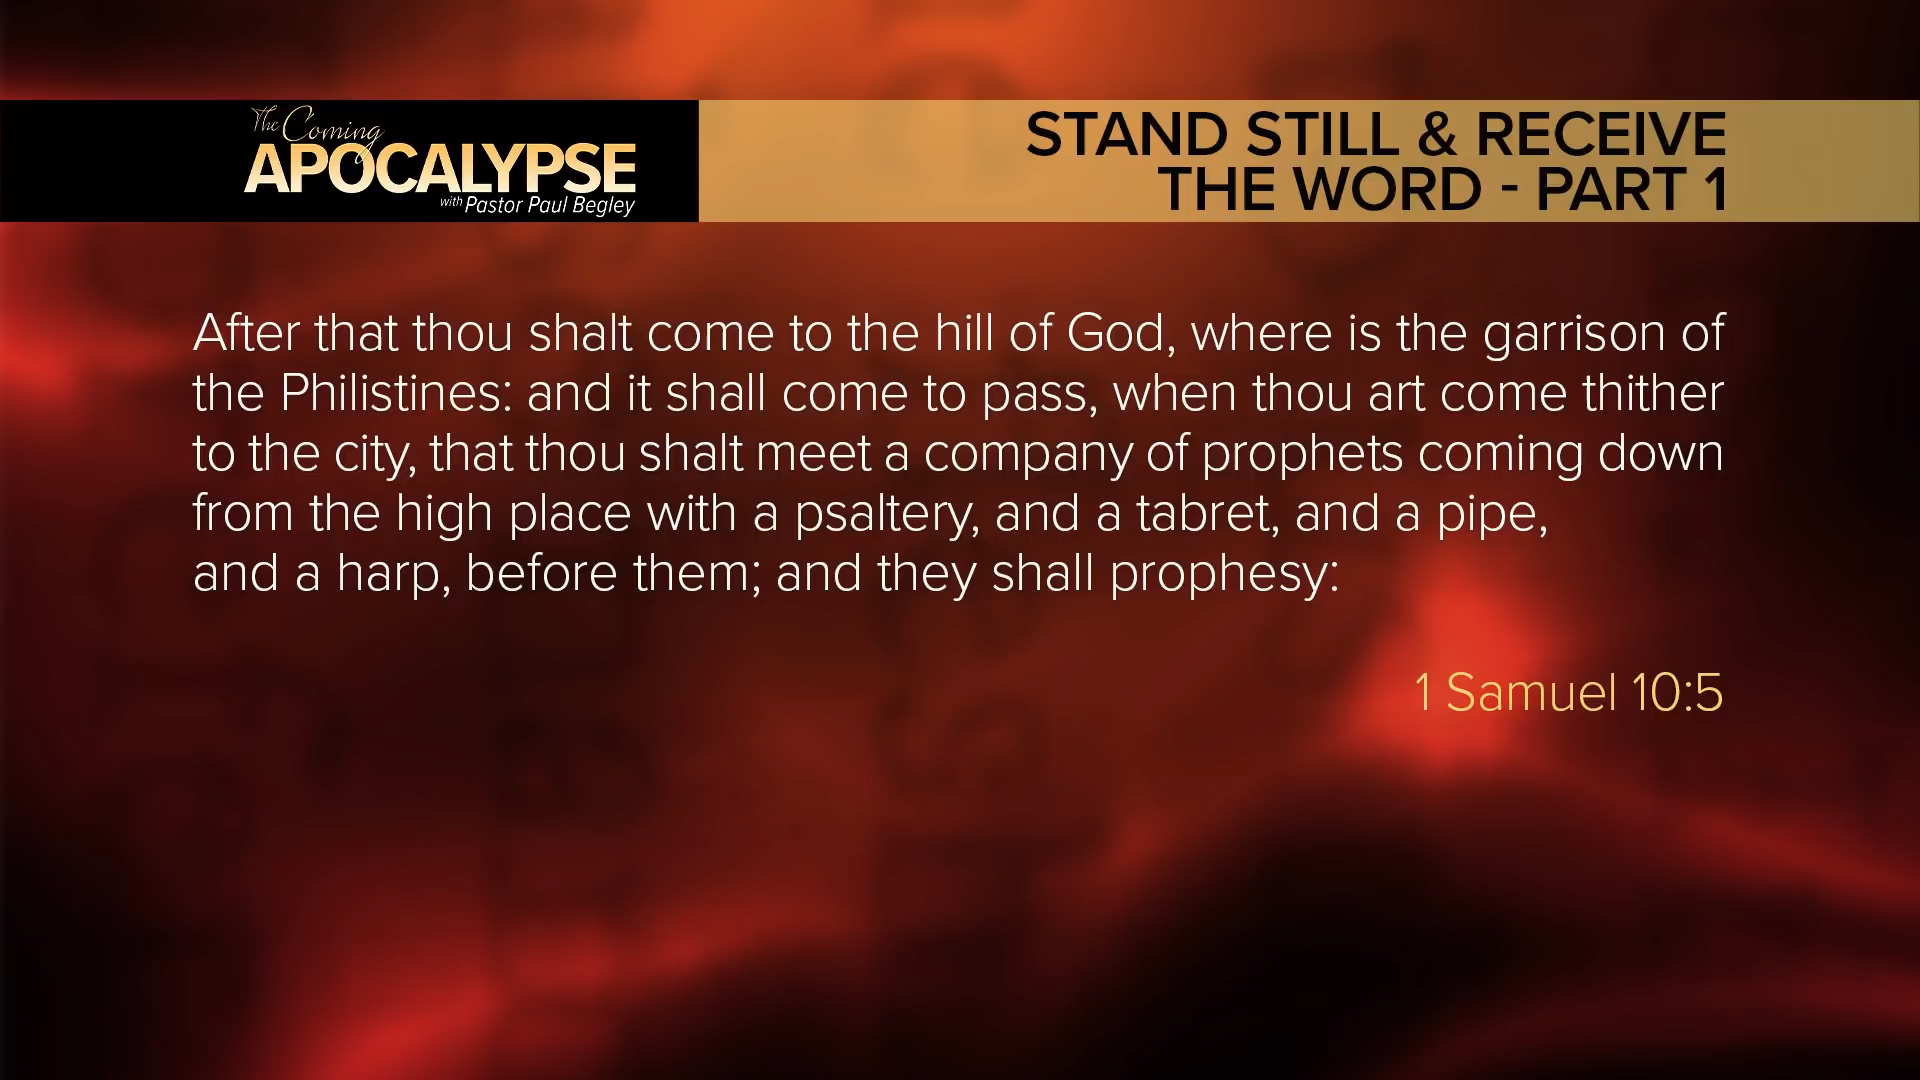 The Coming
APOCALYPSE
with Pastor Paul Begley
STAND STILL & RECEIVE
THE WORD - PART 1
After that thou shalt come to the hill of God, where is the garrison of
the Philistines: and it shall come to pass, when thou art come thither
to the city, that thou shalt meet a company of prophets coming down
from the high place with a psaltery, and a tabret, and a pipe,
and a harp, before them; and they shall prophesy:
1 Samuel 10:5